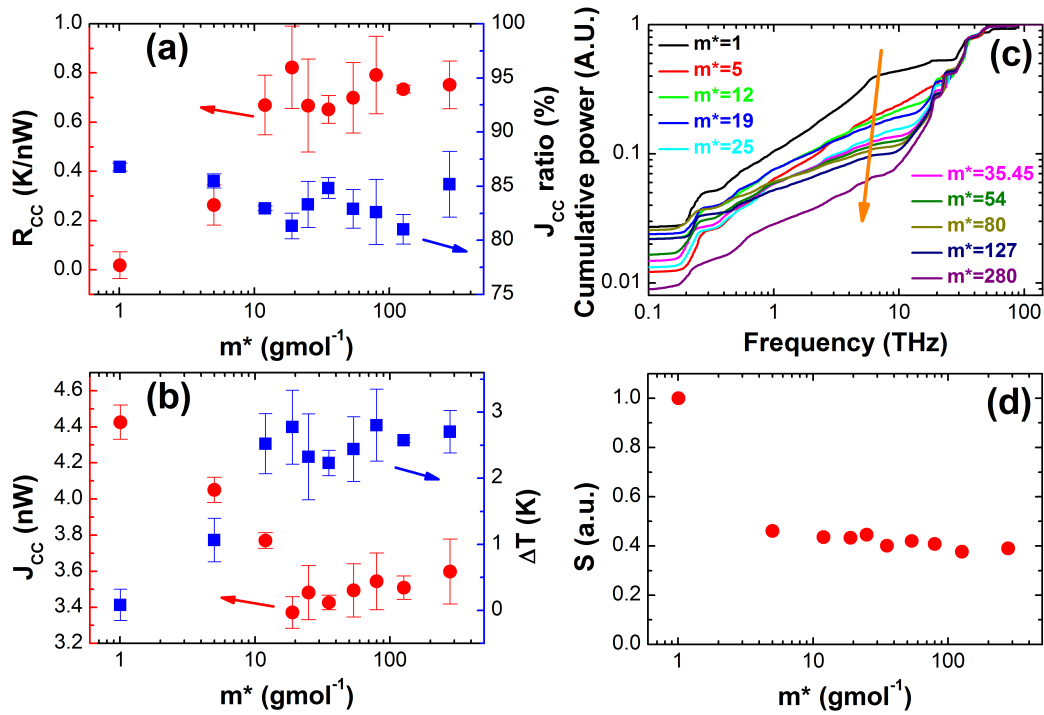 (a)
R_CC (K/nW)
1.0
0.8
0.6
0.4
0.2
0.0
J_CC ratio (%)
100
95
90
85
80
75
1
10
100
m* (gmol⁻¹)
(c)
Cumulative power (A.U.)
1
0.1
0.01
m*=1
m*=5
m*=12
m*=19
m*=25
m*=35.45
m*=54
m*=80
m*=127
m*=280
0.1
1
10
100
Frequency (THz)
(b)
J_CC (nW)
4.6
4.4
4.2
4.0
3.8
3.6
3.4
3.2
ΔT (K)
3
2
1
0
1
10
100
m* (gmol⁻¹)
(d)
S (a.u.)
1.0
0.8
0.6
0.4
0.2
0.0
1
10
100
m* (gmol⁻¹)